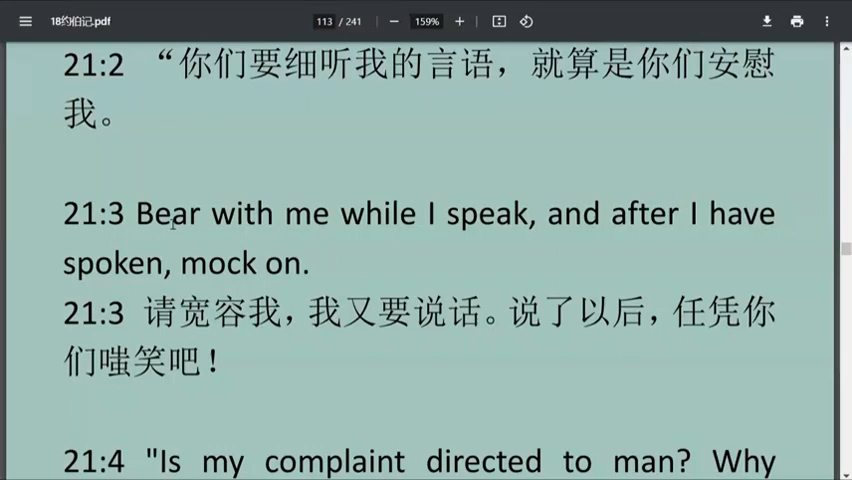 18约伯记.pdf
113 / 241
159%
21:2 “你们要细听我的言语，就算是你们安慰
我。
21:3 Bear with me while I speak, and after I have
spoken, mock on.
21:3 请宽容我，我又要说话。说了以后，任凭你
们嗤笑吧！
21:4 "Is my complaint directed to man? Why